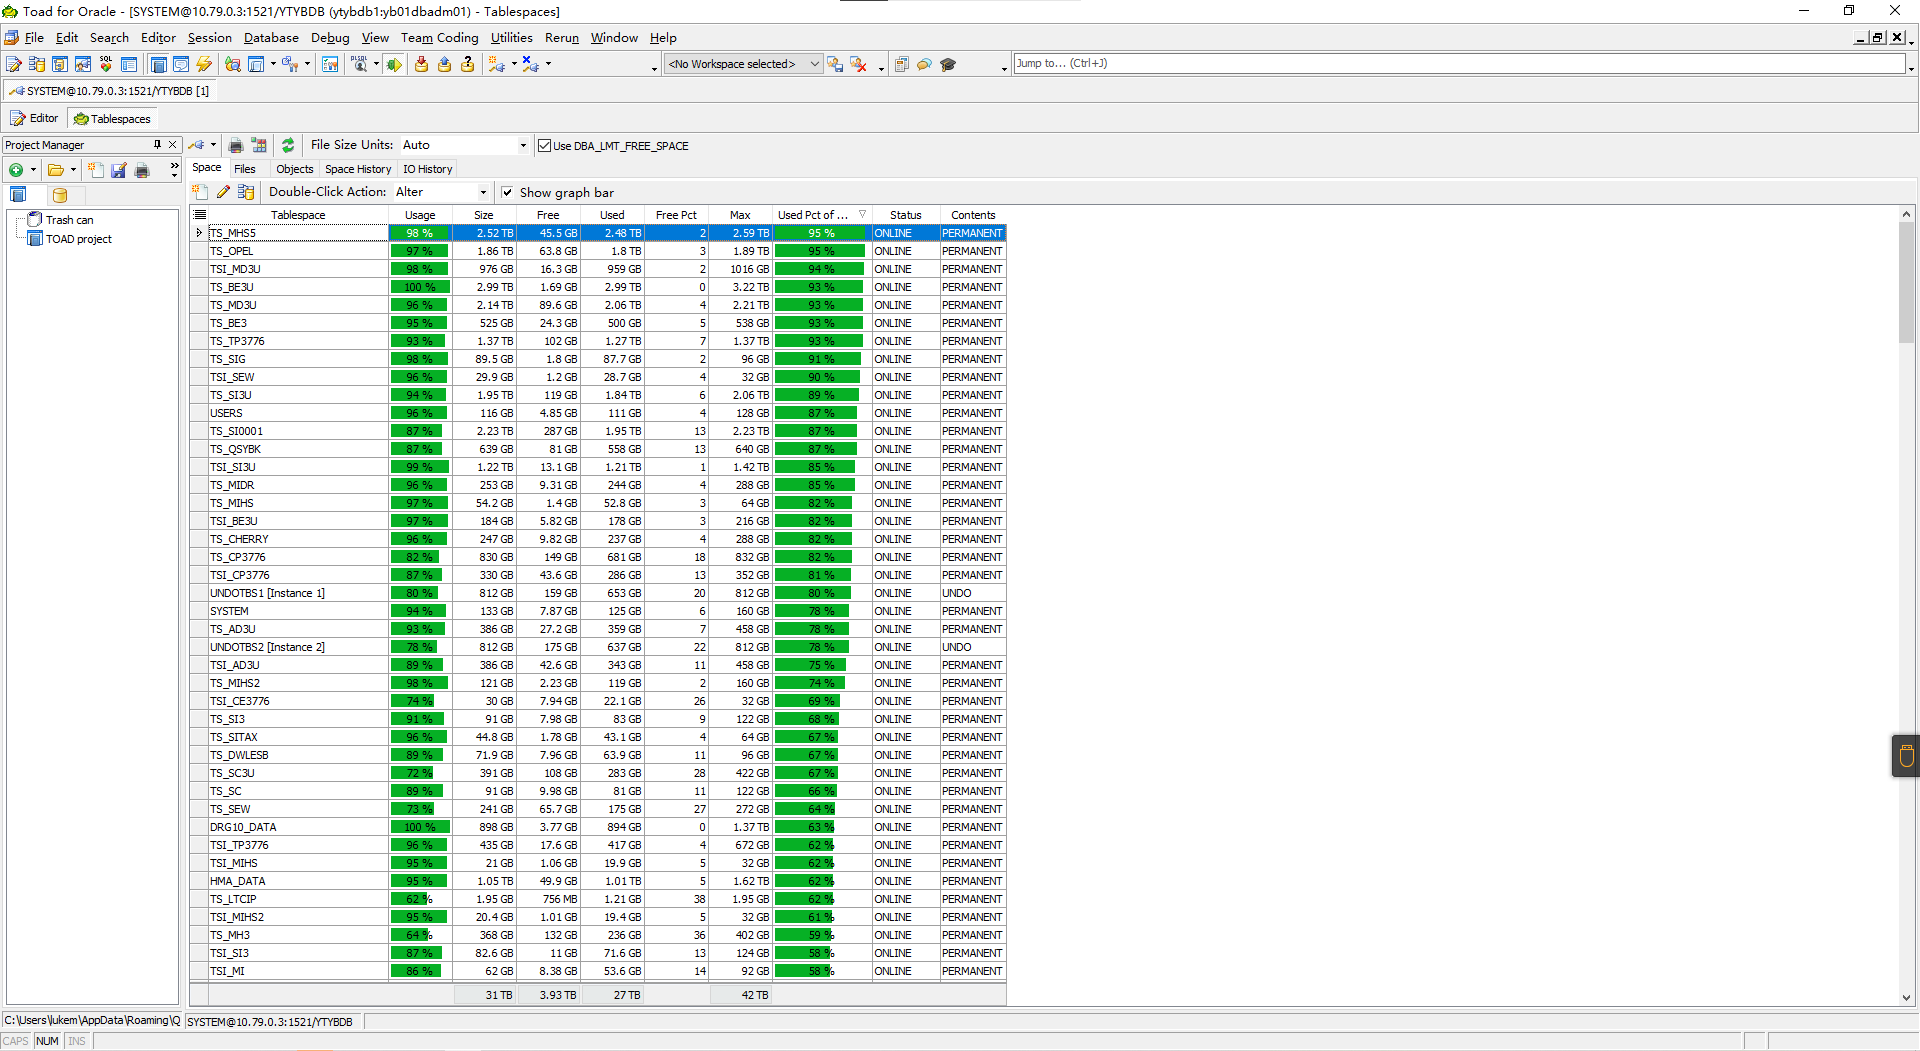 Toad for Oracle - [SYSTEM@10.79.0.3:1521/YTYBDB (ytybdb1:yb01dbadm01) - Tablespaces]
File Edit Search Editor Session Database Debug View Team Coding Utilities Rerun Window Help
SQL <No Workspace selected> Jump to... (Ctrl+J)
SYSTEM@10.79.0.3:1521/YTYBDB [1]
Editor Tablespaces
Project Manager File Size Units: Auto Use DBA_LMT_FREE_SPACE
Space Files Objects Space History IO History
Double-Click Action: Alter Show graph bar
Trash can
TOAD project
Tablespace Usage Size Free Used Free Pct Max Used Pct of ... Status Contents
TS_MHS5 98 % 2.52 TB 45.5 GB 2.48 TB 2 2.59 TB 95 % ONLINE PERMANENT
TS_OPEL 97 % 1.86 TB 63.8 GB 1.8 TB 3 1.89 TB 95 % ONLINE PERMANENT
TSI_MD3U 98 % 976 GB 16.3 GB 959 GB 2 1016 GB 94 % ONLINE PERMANENT
TS_BE3U 100 % 2.99 TB 1.69 GB 2.99 TB 0 3.22 TB 93 % ONLINE PERMANENT
TS_MD3U 96 % 2.14 TB 89.6 GB 2.06 TB 4 2.21 TB 93 % ONLINE PERMANENT
TS_BE3 95 % 525 GB 24.3 GB 500 GB 5 538 GB 93 % ONLINE PERMANENT
TS_TP3776 93 % 1.37 TB 102 GB 1.27 TB 7 1.37 TB 93 % ONLINE PERMANENT
TS_SIG 98 % 89.5 GB 1.8 GB 87.7 GB 2 96 GB 91 % ONLINE PERMANENT
TSI_SEW 96 % 29.9 GB 1.2 GB 28.7 GB 4 32 GB 90 % ONLINE PERMANENT
TS_SI3U 94 % 1.95 TB 119 GB 1.84 TB 6 2.06 TB 89 % ONLINE PERMANENT
USERS 96 % 116 GB 4.85 GB 111 GB 4 128 GB 87 % ONLINE PERMANENT
TS_SI0001 87 % 2.23 TB 287 GB 1.95 TB 13 2.23 TB 87 % ONLINE PERMANENT
TS_QSYBK 87 % 639 GB 81 GB 558 GB 13 640 GB 87 % ONLINE PERMANENT
TSI_SI3U 99 % 1.22 TB 13.1 GB 1.21 TB 1 1.42 TB 85 % ONLINE PERMANENT
TS_MIDR 96 % 253 GB 9.31 GB 244 GB 4 288 GB 85 % ONLINE PERMANENT
TS_MIHS 97 % 54.2 GB 1.4 GB 52.8 GB 3 64 GB 82 % ONLINE PERMANENT
TSI_BE3U 97 % 184 GB 5.82 GB 178 GB 3 216 GB 82 % ONLINE PERMANENT
TS_CHERRY 96 % 247 GB 9.82 GB 237 GB 4 288 GB 82 % ONLINE PERMANENT
TS_CP3776 82 % 830 GB 149 GB 681 GB 18 832 GB 82 % ONLINE PERMANENT
TSI_CP3776 87 % 330 GB 43.6 GB 286 GB 13 352 GB 81 % ONLINE PERMANENT
UNDOTBS1 [Instance 1] 80 % 812 GB 159 GB 653 GB 20 812 GB 80 % ONLINE UNDO
SYSTEM 94 % 133 GB 7.87 GB 125 GB 6 160 GB 78 % ONLINE PERMANENT
TS_AD3U 93 % 386 GB 27.2 GB 359 GB 7 458 GB 78 % ONLINE PERMANENT
UNDOTBS2 [Instance 2] 78 % 812 GB 175 GB 637 GB 22 812 GB 78 % ONLINE UNDO
TSI_AD3U 89 % 386 GB 42.6 GB 343 GB 11 458 GB 75 % ONLINE PERMANENT
TS_MIHS2 98 % 121 GB 2.23 GB 119 GB 2 160 GB 74 % ONLINE PERMANENT
TSI_CE3776 74 % 30 GB 7.94 GB 22.1 GB 26 32 GB 69 % ONLINE PERMANENT
TS_SI3 91 % 91 GB 7.98 GB 83 GB 9 122 GB 68 % ONLINE PERMANENT
TS_SITAX 96 % 44.8 GB 1.78 GB 43.1 GB 4 64 GB 67 % ONLINE PERMANENT
TS_DWLESB 89 % 71.9 GB 7.96 GB 63.9 GB 11 96 GB 67 % ONLINE PERMANENT
TS_SC3U 72 % 391 GB 108 GB 283 GB 28 422 GB 67 % ONLINE PERMANENT
TS_SC 89 % 91 GB 9.98 GB 81 GB 11 122 GB 66 % ONLINE PERMANENT
TS_SEW 73 % 241 GB 65.7 GB 175 GB 27 272 GB 64 % ONLINE PERMANENT
DRG10_DATA 100 % 898 GB 3.77 GB 894 GB 0 1.37 TB 63 % ONLINE PERMANENT
TSI_TP3776 96 % 435 GB 17.6 GB 417 GB 4 672 GB 62 % ONLINE PERMANENT
TSI_MIHS 95 % 21 GB 1.06 GB 19.9 GB 5 32 GB 62 % ONLINE PERMANENT
HMA_DATA 95 % 1.05 TB 49.9 GB 1.01 TB 5 1.62 TB 62 % ONLINE PERMANENT
TS_LTCIP 62 % 1.95 GB 756 MB 1.21 GB 38 1.95 GB 62 % ONLINE PERMANENT
TSI_MIHS2 95 % 20.4 GB 1.01 GB 19.4 GB 5 32 GB 61 % ONLINE PERMANENT
TS_MH3 64 % 368 GB 132 GB 236 GB 36 402 GB 59 % ONLINE PERMANENT
TSI_SI3 87 % 82.6 GB 11 GB 71.6 GB 13 124 GB 58 % ONLINE PERMANENT
TSI_MI 86 % 62 GB 8.38 GB 53.6 GB 14 92 GB 58 % ONLINE PERMANENT
31 TB 3.93 TB 27 TB 42 TB
C:\Users\lukem\AppData\Roaming\Q SYSTEM@10.79.0.3:1521/YTYBDB
CAPS NUM INS